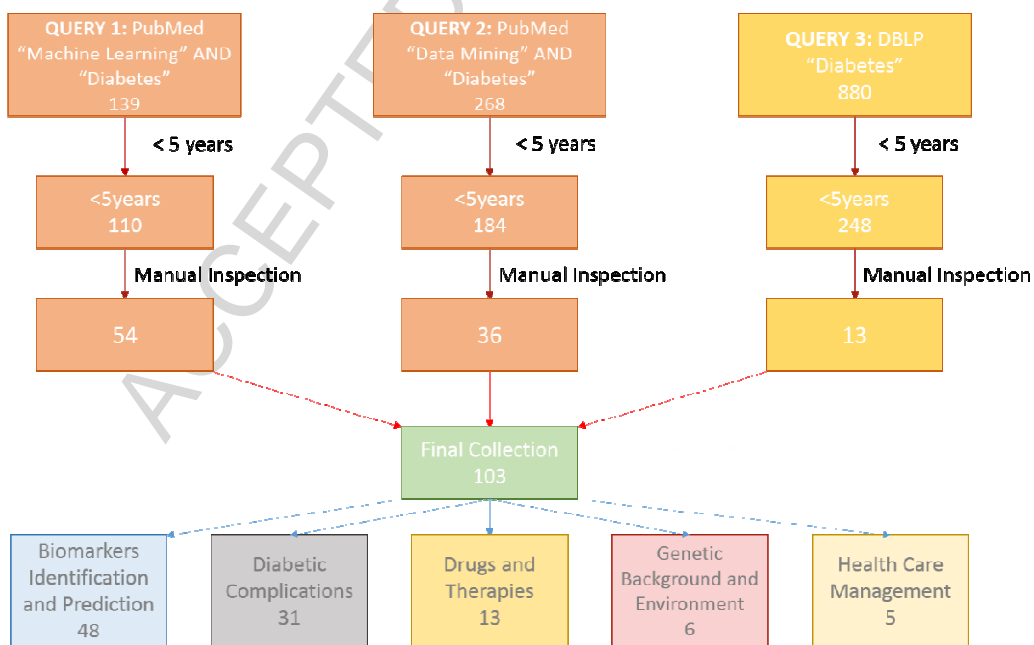 QUERY 1: PubMed
“Machine Learning” AND
“Diabetes”
139
QUERY 2: PubMed
“Data Mining” AND
“Diabetes”
268
QUERY 3: DBLP
“Diabetes”
880
< 5 years
< 5 years
< 5 years
<5years
110
<5years
184
<5years
248
Manual Inspection
Manual Inspection
Manual Inspection
54
36
13
Final Collection
103
Biomarkers
Identification
and Prediction
48
Diabetic
Complications
31
Drugs and
Therapies
13
Genetic
Background and
Environment
6
Health Care
Management
5
ACCEPTED